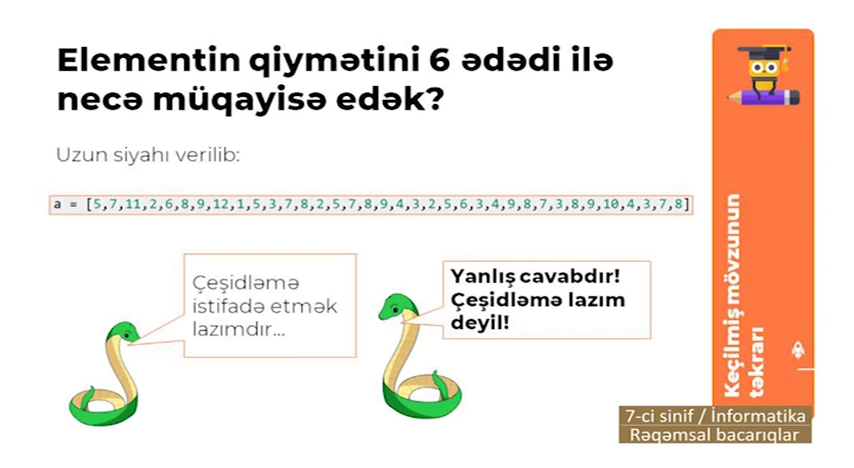 Elementin qiymətini 6 ədədi ilə
necə müqayisə edək?
Uzun siyahı verilib:
a = [5,7,11,2,6,8,9,12,1,5,3,7,8,2,5,7,8,9,4,3,2,5,6,3,4,9,8,7,3,8,9,10,4,3,7,8]
Çeşidləmə
istifadə etmək
lazımdır...
Yanlış cavabdır!
Çeşidləmə lazım
deyil!
Keçilmiş mövzunun
təkrarı
7-ci sinif / İnformatika
Rəqəmsal bacarıqlar